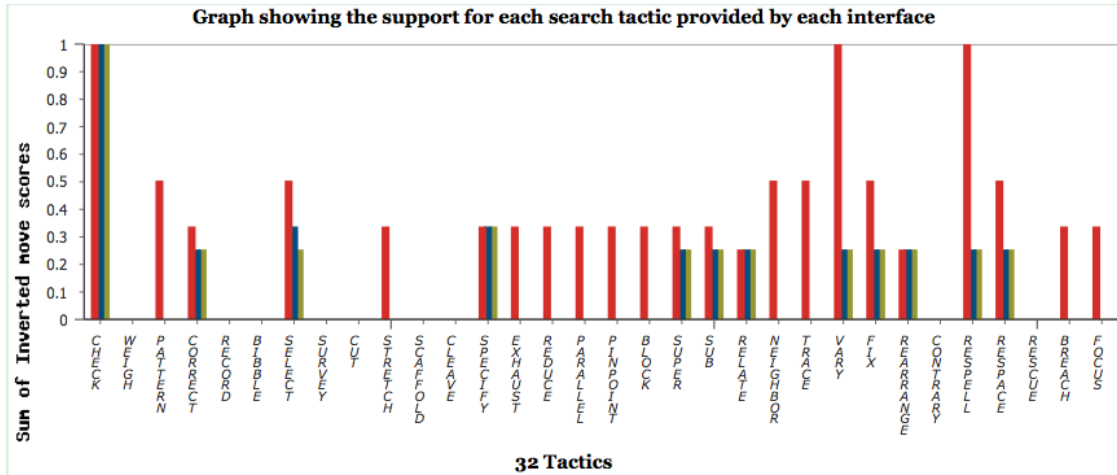 Graph showing the support for each search tactic provided by each interface
Sum of Inverted move scores
1
0.9
0.8
0.7
0.6
0.5
0.4
0.3
0.2
0.1
0
CHECK
WEIGH
PATTERN
CORRECT
RECORD
BIBBLE
SELECT
SURVEY
CUT
STRETCH
SCAFFOLD
CLEAVE
SPECIFY
EXHAUST
REDUCE
PARALLEL
PINPOINT
BLOCK
SUPER
SUB
RELATE
NEIGHBOR
TRACE
VARY
FIX
REARRANGE
CONTRARY
RESPELL
RESPACE
RESCUE
BREACH
FOCUS
32 Tactics